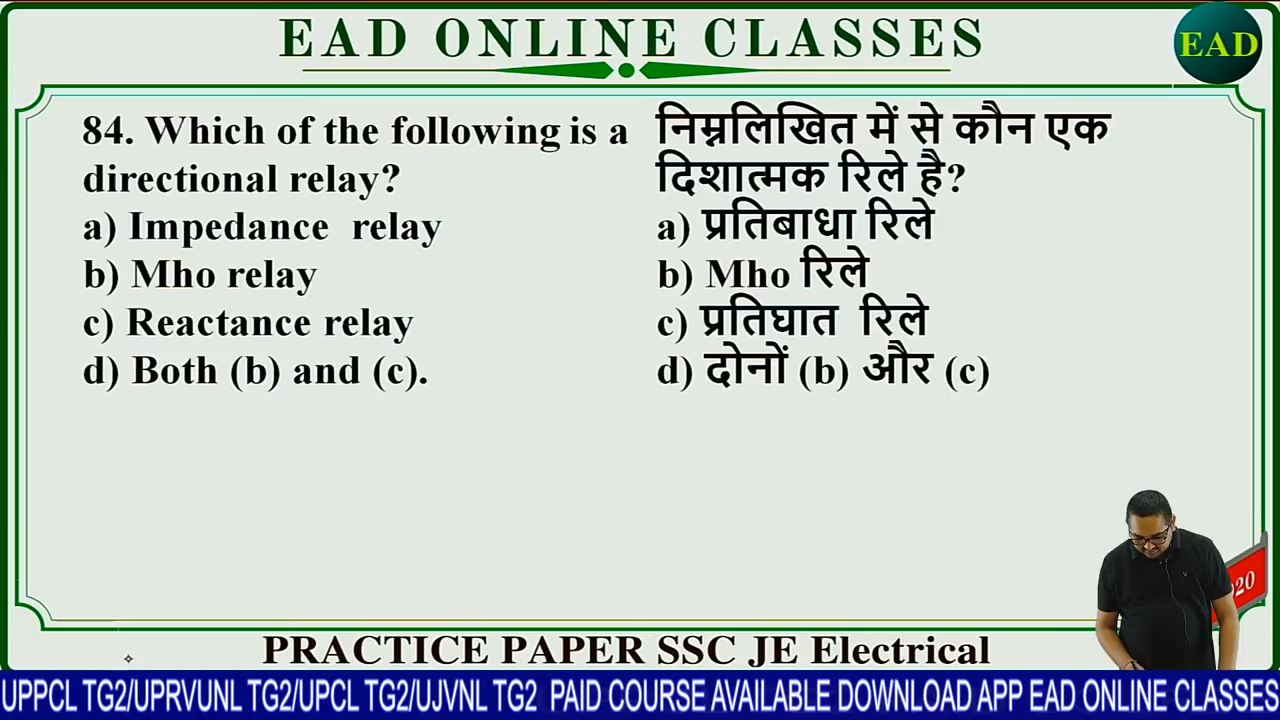 EAD ONLINE CLASSES
EAD
84. Which of the following is a
directional relay?
a) Impedance relay
b) Mho relay
c) Reactance relay
d) Both (b) and (c).
निम्नलिखित में से कौन एक
दिशात्मक रिले है?
a) प्रतिबाधा रिले
b) Mho रिले
c) प्रतिघात रिले
d) दोनों (b) और (c)
20
PRACTICE PAPER SSC JE Electrical
UPPCL TG2/UPRVUNL TG2/UPCL TG2/UJVNL TG2 PAID COURSE AVAILABLE DOWNLOAD APP EAD ONLINE CLASSES